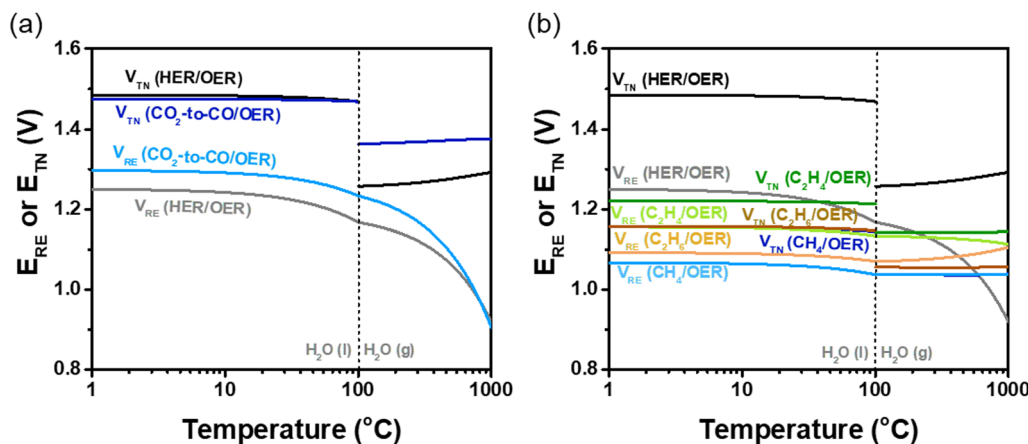 (a)
1.6
1.4
1.2
1.0
0.8
E_RE or E_TN (V)
V_TN (HER/OER)
V_TN (CO₂-to-CO/OER)
V_RE (CO₂-to-CO/OER)
V_RE (HER/OER)
H₂O (l) H₂O (g)
1 10 100 1000
Temperature (°C)
(b)
1.6
1.4
1.2
1.0
0.8
E_RE or E_TN (V)
V_TN (HER/OER)
V_RE (HER/OER)
V_TN (C₂H₄/OER)
V_RE (C₂H₄/OER)
V_TN (C₂H₆/OER)
V_RE (C₂H₆/OER)
V_TN (CH₄/OER)
V_RE (CH₄/OER)
H₂O (l) H₂O (g)
1 10 100 1000
Temperature (°C)